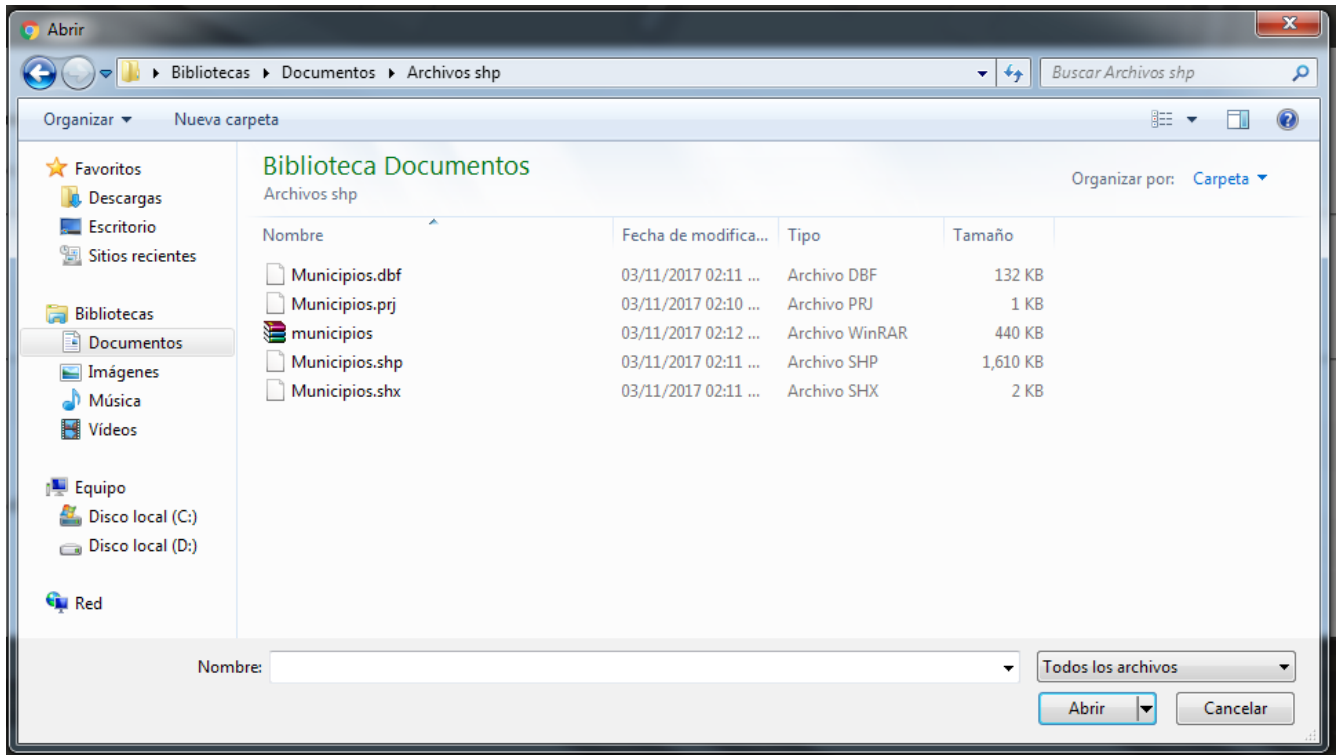 Abrir
Bibliotecas Documentos Archivos shp
Buscar Archivos shp
Organizar Nueva carpeta
Favoritos
Descargas
Escritorio
Sitios recientes
Bibliotecas
Documentos
Imágenes
Música
Vídeos
Equipo
Disco local (C:)
Disco local (D:)
Red
Biblioteca Documentos
Archivos shp
Organizar por: Carpeta
Nombre Fecha de modifica... Tipo Tamaño
Municipios.dbf 03/11/2017 02:11 ... Archivo DBF 132 KB
Municipios.prj 03/11/2017 02:10 ... Archivo PRJ 1 KB
municipios 03/11/2017 02:12 ... Archivo WinRAR 440 KB
Municipios.shp 03/11/2017 02:11 ... Archivo SHP 1,610 KB
Municipios.shx 03/11/2017 02:11 ... Archivo SHX 2 KB
Nombre: Todos los archivos
Abrir Cancelar